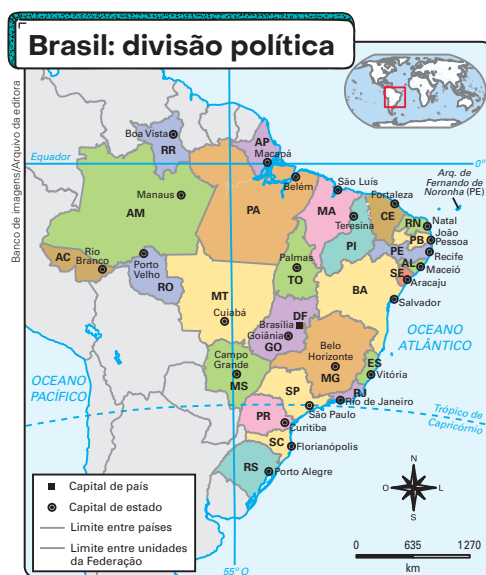 Brasil: divisão política
Banco de imagens/Arquivo da editora
Equador
0°
Boa Vista
RR
AP
Macapá
Belém
São Luís
Fortaleza
Arq. de
Fernando de
Noronha (PE)
Manaus
AM
PA
MA
Teresina
CE
RN
Natal
PB
João
Pessoa
PI
PE
Recife
AC
Rio
Branco
Porto
Velho
RO
Palmas
TO
AL
Maceió
SE
Aracaju
MT
BA
Salvador
Cuiabá
Brasília
DF
Goiânia
GO
OCEANO
ATLÂNTICO
Campo
Grande
MS
Belo
Horizonte
MG
ES
Vitória
OCEANO
PACÍFICO
SP
RJ
Rio de Janeiro
São Paulo
Trópico de
Capricórnio
PR
Curitiba
SC
Florianópolis
RS
Porto Alegre
Capital de país
Capital de estado
Limite entre países
Limite entre unidades
da Federação
N
O
L
S
0 635 1 270
km
55° O